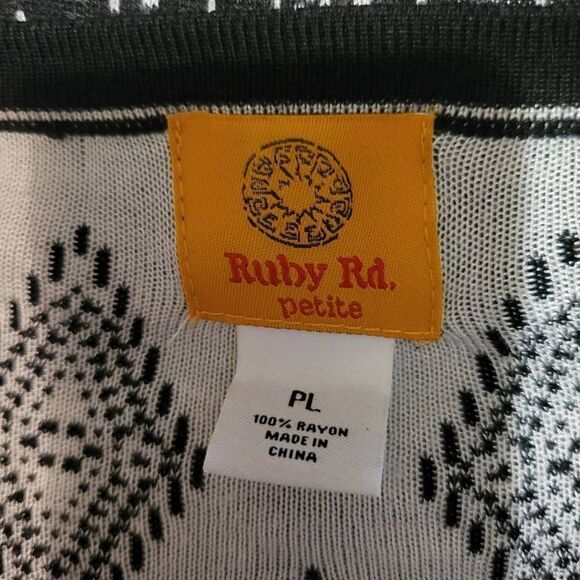 Ruby Rd.
petite
PL
100% RAYON
MADE IN
CHINA